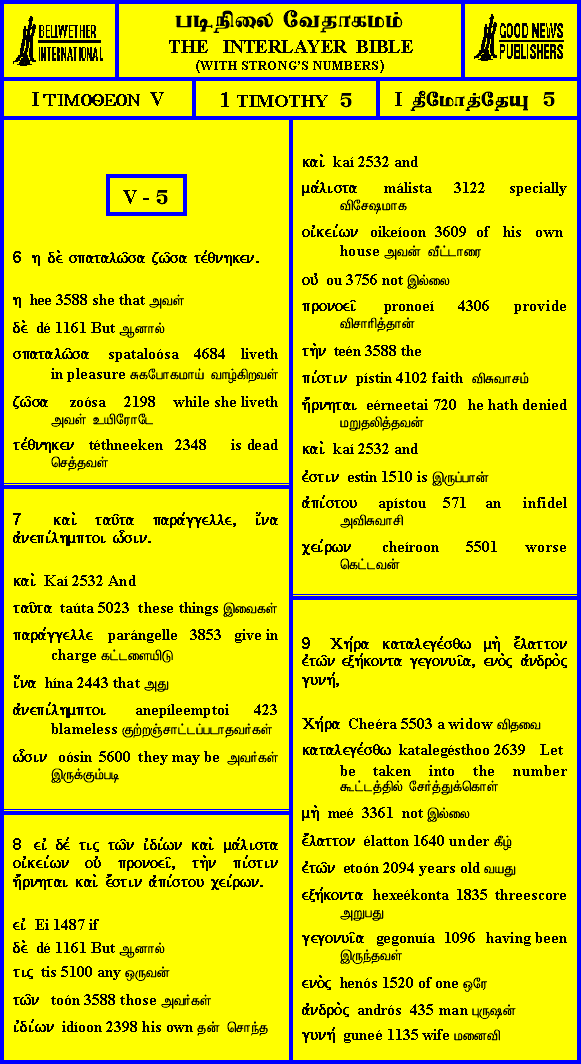 BELLWETHER
INTERNATIONAL
படிநிலை வேதாகமம்
THE INTERLAYER BIBLE
(WITH STRONG'S NUMBERS)
GOOD NEWS
PUBLISHERS
I ΤΙΜΟΘΕΟΝ V
1 TIMOTHY 5
I தீமோத்தேயு 5
V - 5
6 η δὲ σπαταλῶσα ζῶσα τέθνηκεν.
η hee 3588 she that அவள்
δὲ dé 1161 But ஆனால்
σπαταλῶσα spataloósa 4684 liveth
in pleasure சுகபோகமாய் வாழ்கிறவள்
ζῶσα zoósa 2198 while she liveth
அவள் உயிரோடே
τέθνηκεν téthneeken 2348 is dead
செத்தவள்
7 καὶ ταῦτα παράγγελλε, ἵνα
ἀνεπίλημπτοι ὦσιν.
καὶ Kaí 2532 And
ταῦτα taúta 5023 these things இவைகள்
παράγγελλε parángelle 3853 give in
charge கட்டளையிடு
ἵνα hína 2443 that அது
ἀνεπίλημπτοι anepíleemptoi 423
blameless குற்றஞ்சாட்டப்படாதவர்கள்
ὦσιν oósin 5600 they may be அவர்கள்
இருக்கும்படி
8 εἰ δέ τις τῶν ἰδίων καὶ μάλιστα
οἰκείων οὐ προνοεῖ, τὴν πίστιν
ἤρνηται καὶ ἔστιν ἀπίστου χείρων.
εἰ Ei 1487 if
δὲ dé 1161 But ஆனால்
τις tis 5100 any ஒருவன்
τῶν toón 3588 those அவர்கள்
ἰδίων idíoon 2398 his own தன் சொந்த
καὶ kaí 2532 and
μάλιστα málista 3122 specially
விசேஷமாக
οἰκείων oikeíoon 3609 of his own
house அவன் வீட்டாரை
οὐ ou 3756 not இல்லை
προνοεῖ pronoeí 4306 provide
விசாரித்தான்
τὴν teén 3588 the
πίστιν pístin 4102 faith விசுவாசம்
ἤρνηται eérneetai 720 he hath denied
மறுதலித்தவன்
καὶ kaí 2532 and
ἐστιν estin 1510 is இருப்பான்
ἀπίστου apístou 571 an infidel
அவிசுவாசி
χείρων cheíroon 5501 worse
கெட்டவன்
9 Χήρα καταλεγέσθω μὴ ἔλαττον
ἐτῶν εξήκοντα γεγονυῖα, ενὸς ἀνδρὸς
γυνή,
Χήρα Cheéra 5503 a widow விதவை
καταλεγέσθω katalegésthoo 2639 Let
be taken into the number
கூட்டத்தில் சேர்த்துக்கொள்
μὴ meé 3361 not இல்லை
ἔλαττον élatton 1640 under கீழ்
ἐτῶν etoón 2094 years old வயது
εξήκοντα hexeékonta 1835 threescore
அறுபது
γεγονυῖα gegonuía 1096 having been
இருந்தவள்
ενὸς henós 1520 of one ஒரே
ἀνδρὸς andrós 435 man புருஷன்
γυνή guneé 1135 wife மனைவி